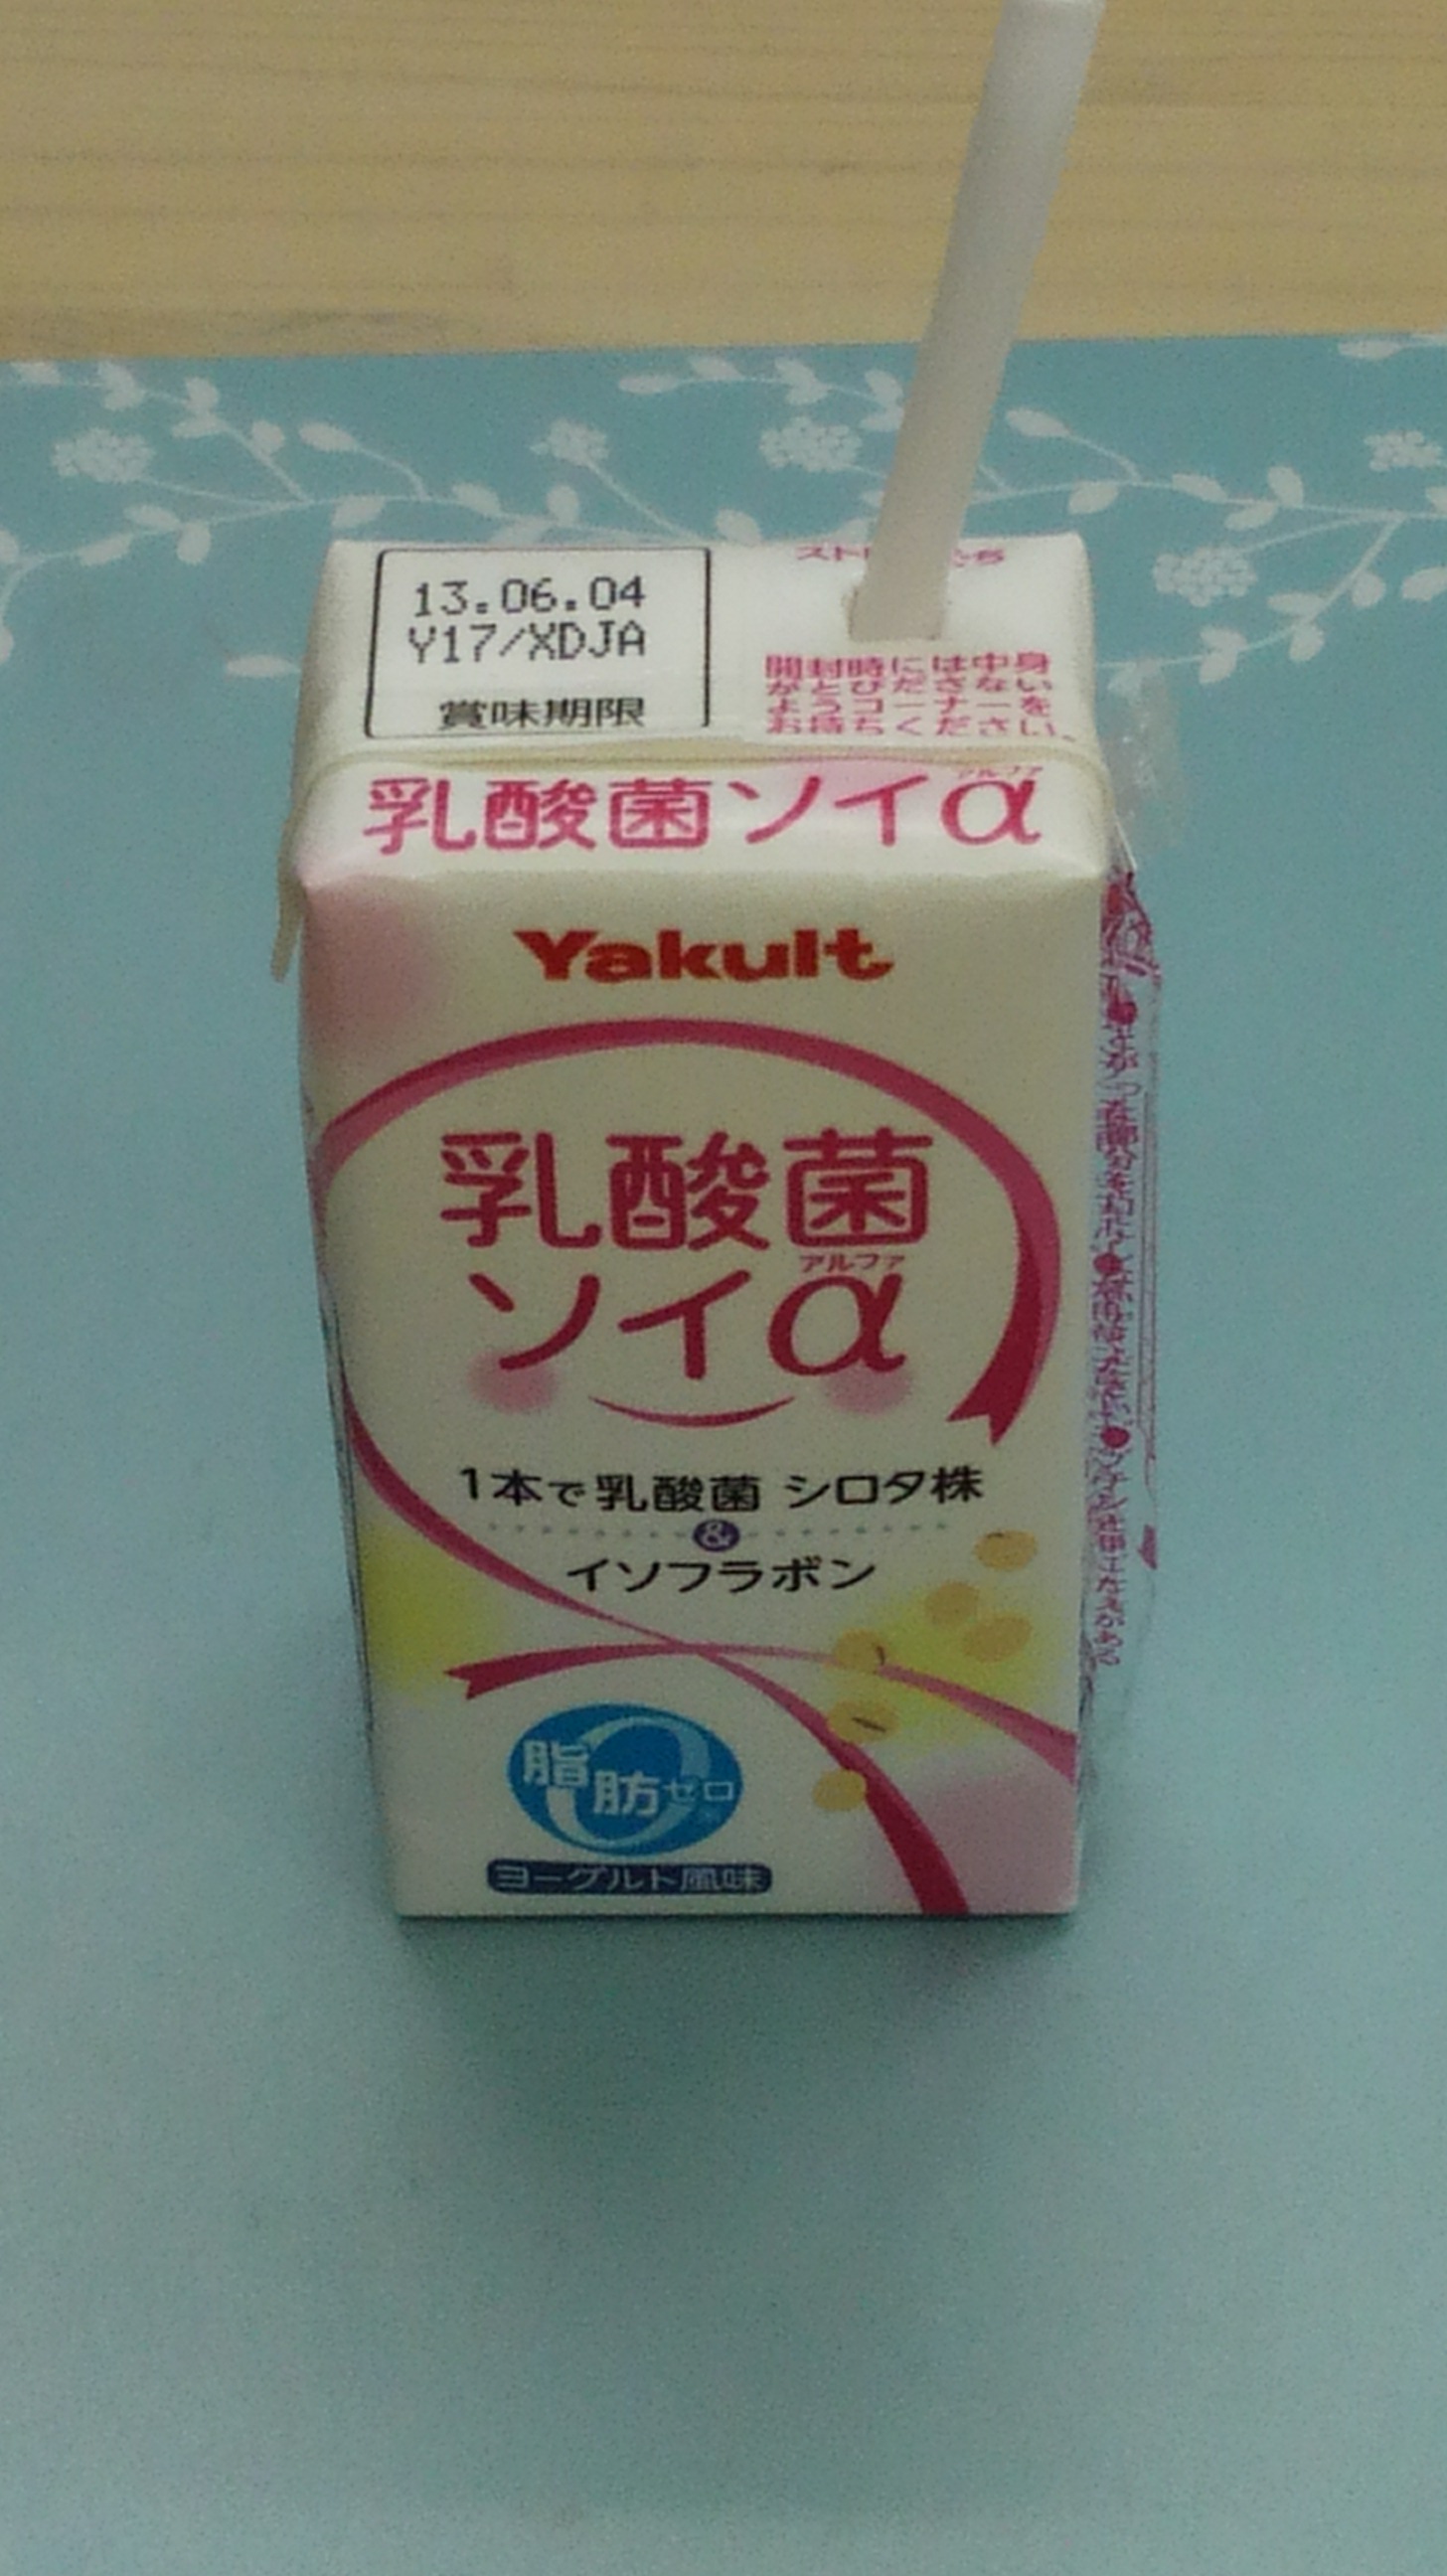 13.06.04
Y17/XDJA
賞味期限
開封時には中身
がとびださない
ようコーナーを
お持ちください。
アルファ
乳酸菌ソイα
Yakult
乳酸菌
アルファ
ソイα
1本で乳酸菌 シロタ株
&
イソフラボン
脂肪ゼロ
ヨーグルト風味